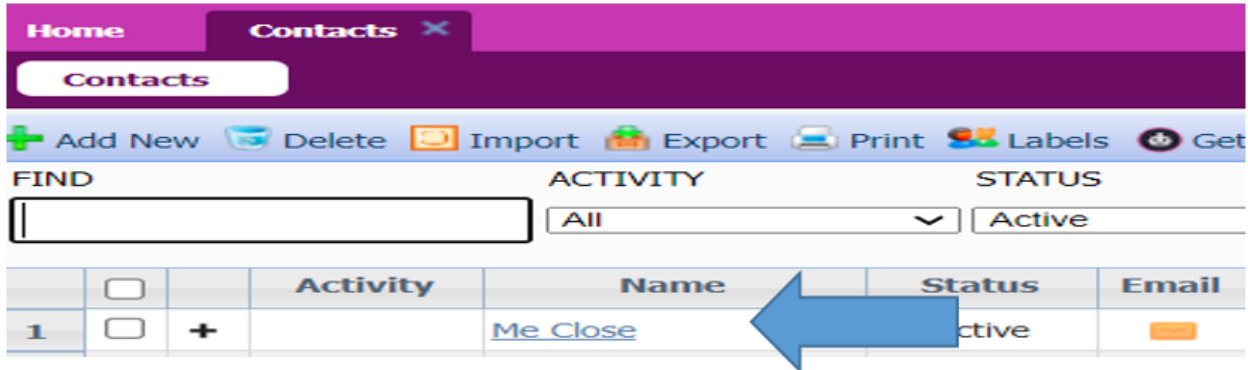 Home Contacts ×
Contacts
Add New Delete Import Export Print Labels Get
FIND ACTIVITY STATUS
All Active
Activity Name Status Email
1 + Me Close ctive